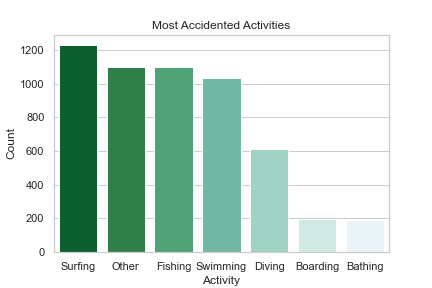 Most Accidented Activities
1200
1000
800
600
400
200
0
Count
Surfing Other Fishing Swimming Diving Boarding Bathing
Activity